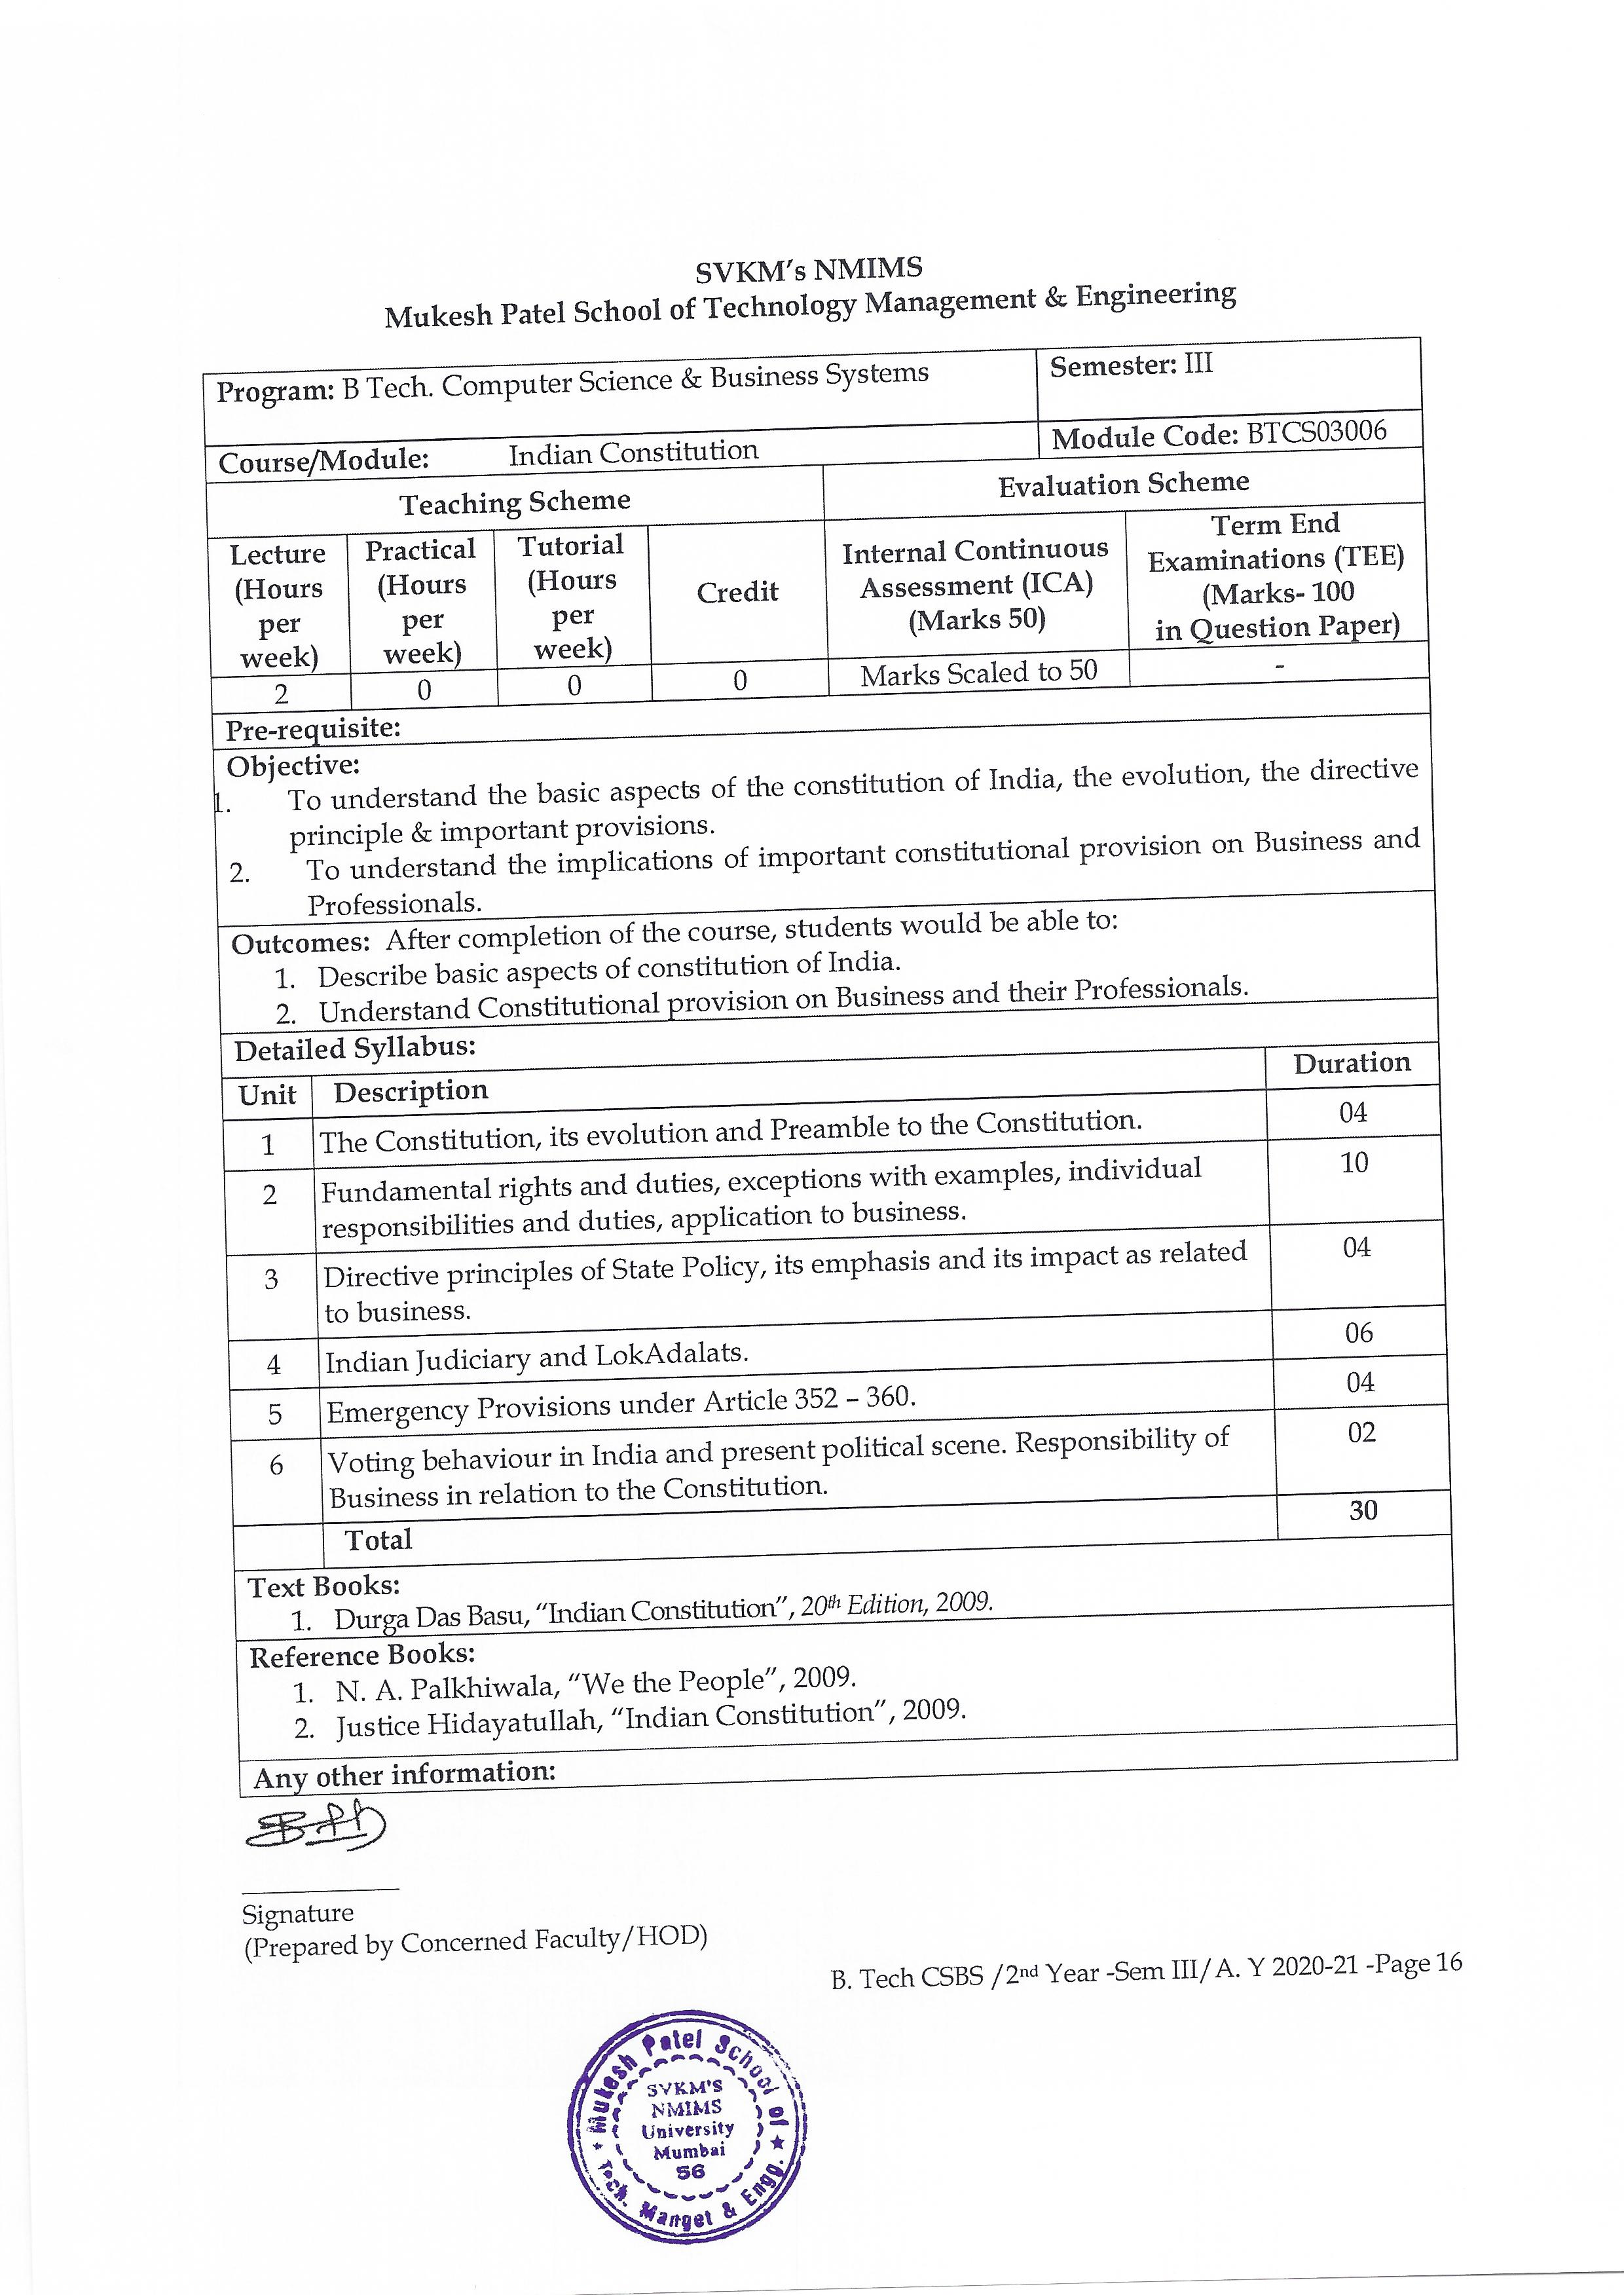 SVKM's NMIMS
Mukesh Patel School of Technology Management & Engineering
Program: B Tech. Computer Science & Business Systems
Semester: III
Course/Module: Indian Constitution
Module Code: BTCS03006
Teaching Scheme
Evaluation Scheme
Lecture (Hours per week)
Practical (Hours per week)
Tutorial (Hours per week)
Credit
Internal Continuous Assessment (ICA) (Marks 50)
Term End Examinations (TEE) (Marks- 100 in Question Paper)
2 0 0 0 Marks Scaled to 50 -
Pre-requisite:
Objective:
1. To understand the basic aspects of the constitution of India, the evolution, the directive
principle & important provisions.
2. To understand the implications of important constitutional provision on Business and
Professionals.
Outcomes: After completion of the course, students would be able to:
1. Describe basic aspects of constitution of India.
2. Understand Constitutional provision on Business and their Professionals.
Detailed Syllabus:
Unit Description Duration
1 The Constitution, its evolution and Preamble to the Constitution. 04
2 Fundamental rights and duties, exceptions with examples, individual 10
responsibilities and duties, application to business.
3 Directive principles of State Policy, its emphasis and its impact as related 04
to business.
4 Indian Judiciary and LokAdalats. 06
5 Emergency Provisions under Article 352 – 360. 04
6 Voting behaviour in India and present political scene. Responsibility of 02
Business in relation to the Constitution.
Total 30
Text Books:
1. Durga Das Basu, "Indian Constitution", 20th Edition, 2009.
Reference Books:
1. N. A. Palkhiwala, "We the People", 2009.
2. Justice Hidayatullah, "Indian Constitution", 2009.
Any other information:
Signature
(Prepared by Concerned Faculty/HOD)
B. Tech CSBS /2nd Year -Sem III/A. Y 2020-21 -Page 16
Mukesh Patel School of
Tech. Manget & Engg.
SVKM'S
NMIMS
University
Mumbai
56